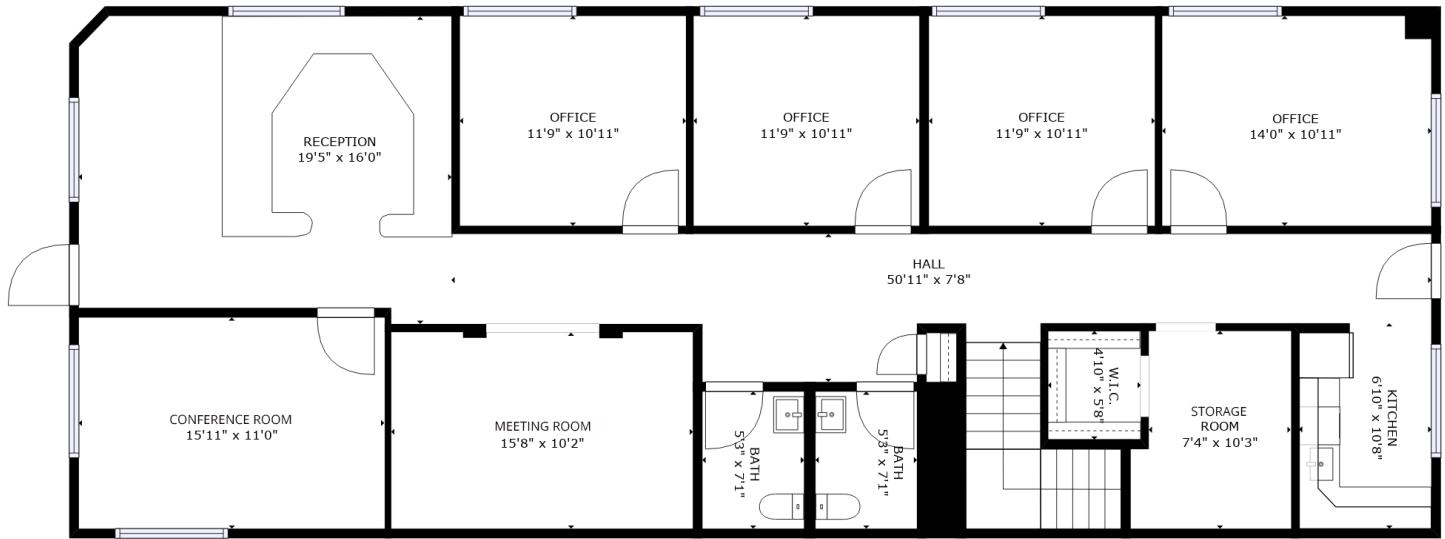 OFFICE
11'9" x 10'11"
OFFICE
11'9" x 10'11"
OFFICE
11'9" x 10'11"
OFFICE
14'0" x 10'11"
RECEPTION
19'5" x 16'0"
HALL
50'11" x 7'8"
CONFERENCE ROOM
15'11" x 11'0"
MEETING ROOM
15'8" x 10'2"
BATH
5'3" x 7'1"
BATH
5'3" x 7'1"
W.I.C.
4'10" x 5'8"
STORAGE
ROOM
7'4" x 10'3"
KITCHEN
6'10" x 10'8"